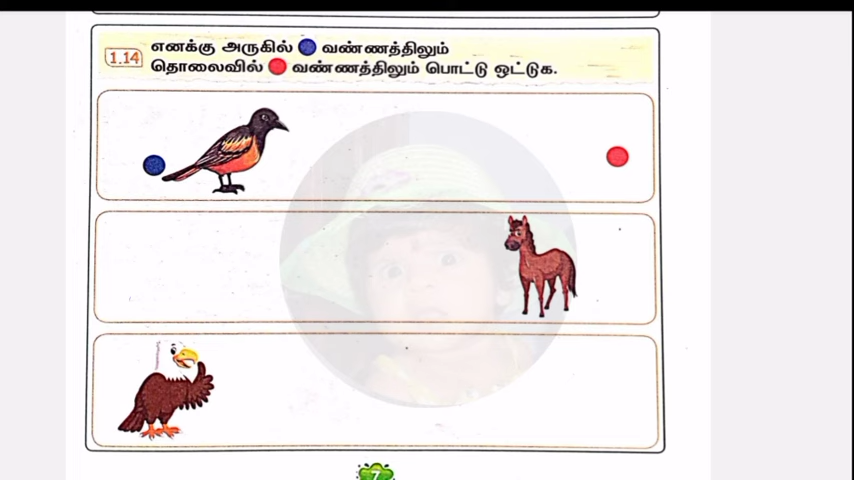 1.14 எனக்கு அருகில் வண்ணத்திலும்
தொலைவில் வண்ணத்திலும் பொட்டு ஒட்டுக.
7